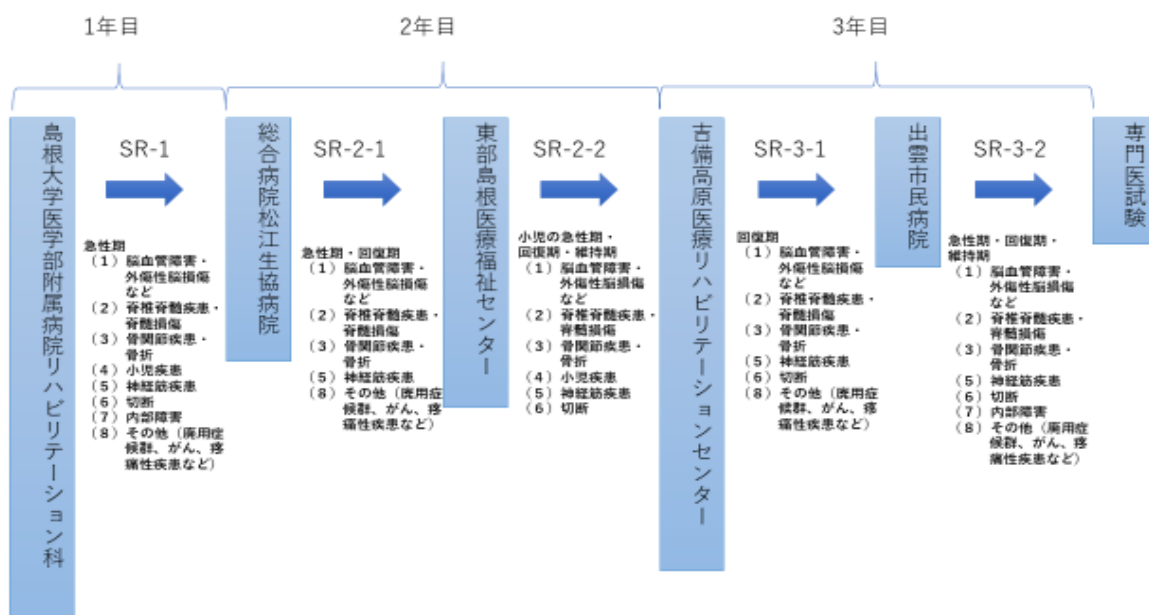 1年目
2年目
3年目
島根大学医学部附属病院リハビリテーション科
SR-1
急性期
（1）脳血管障害・
外傷性脳損傷
など
（2）脊椎脊髄疾患・
脊髄損傷
（3）骨関節疾患・
骨折
（4）小児疾患
（5）神経筋疾患
（6）切断
（7）内部障害
（8）その他（廃用症
候群、がん、疼
痛性疾患など）
総合病院松江生協病院
SR-2-1
急性期・回復期
（1）脳血管障害・
外傷性脳損傷
など
（2）脊椎脊髄疾患・
脊髄損傷
（3）骨関節疾患・
骨折
（5）神経筋疾患
（8）その他（廃用症
候群、がん、疼
痛性疾患など）
東部島根医療福祉センター
SR-2-2
小児の急性期・
回復期・維持期
（1）脳血管障害・
外傷性脳損傷
など
（2）脊椎脊髄疾患・
脊髄損傷
（3）骨関節疾患・
骨折
（4）小児疾患
（5）神経筋疾患
（6）切断
吉備高原医療リハビリテーションセンター
SR-3-1
回復期
（1）脳血管障害・
外傷性脳損傷
など
（2）脊椎脊髄疾患・
脊髄損傷
（3）骨関節疾患・
骨折
（5）神経筋疾患
（6）切断
（8）その他（廃用症
候群、がん、疼
痛性疾患など）
出雲市民病院
SR-3-2
急性期・回復期・
維持期
（1）脳血管障害・
外傷性脳損傷
など
（2）脊椎脊髄疾患・
脊髄損傷
（3）骨関節疾患・
骨折
（5）神経筋疾患
（6）切断
（7）内部障害
（8）その他（廃用症
候群、がん、疼
痛性疾患など）
専門医試験